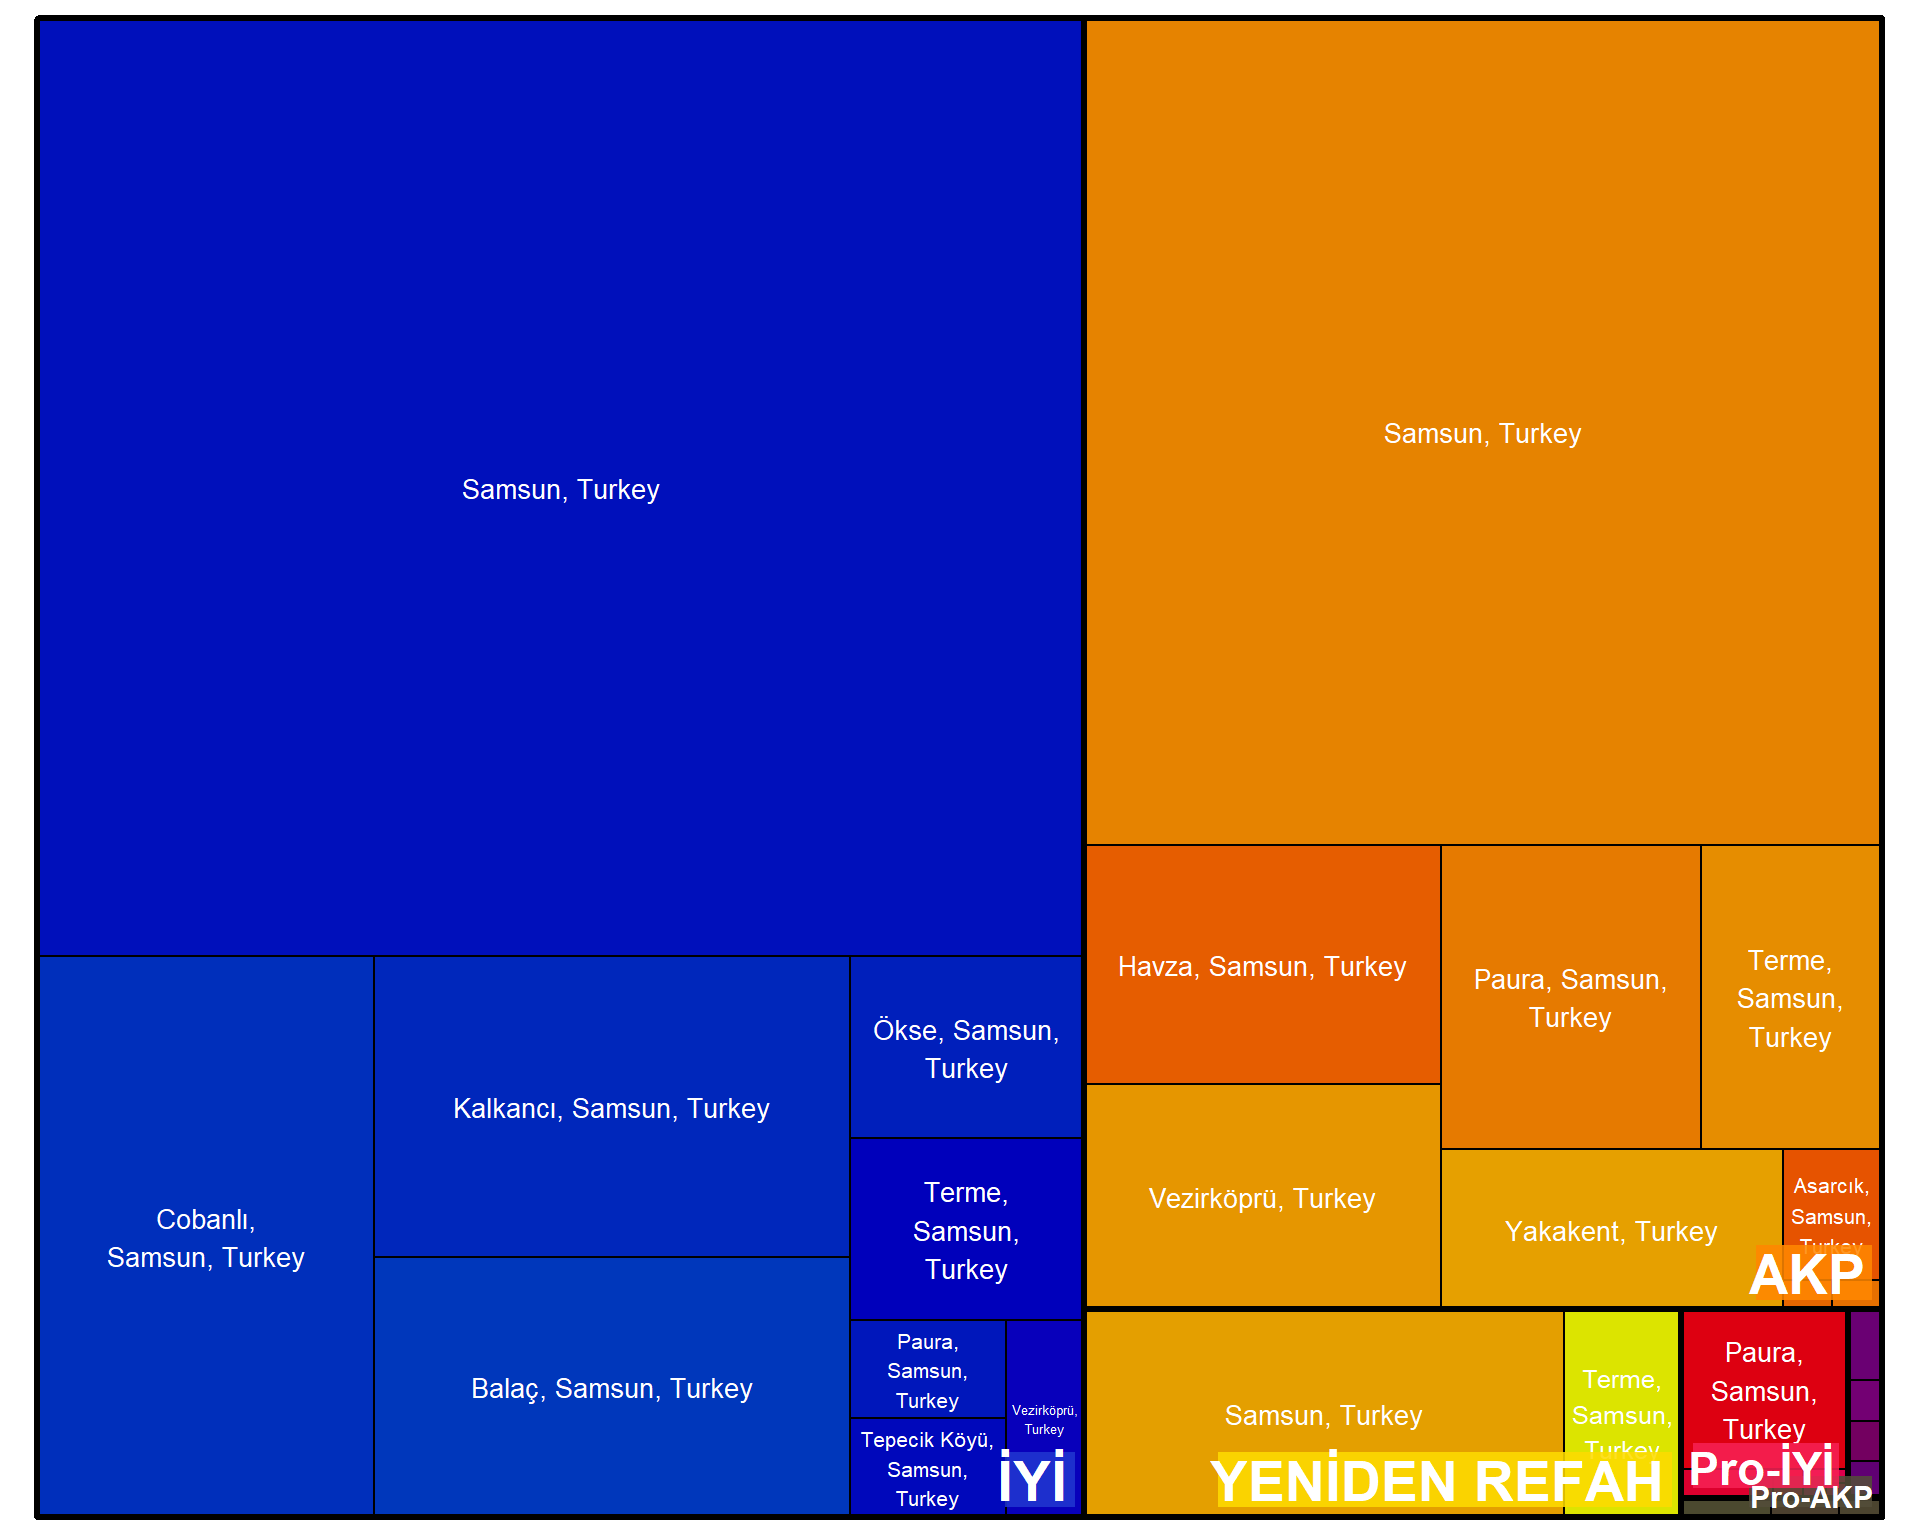 Samsun, Turkey
Cobanlı,
Samsun, Turkey
Kalkancı, Samsun, Turkey
Balaç, Samsun, Turkey
Ökse, Samsun,
Turkey
Terme,
Samsun,
Turkey
Paura,
Samsun,
Turkey
Tepecik Köyü,
Samsun,
Turkey
Vezirköprü,
Turkey
İYİ
Samsun, Turkey
Havza, Samsun, Turkey
Vezirköprü, Turkey
Paura, Samsun,
Turkey
Terme,
Samsun,
Turkey
Yakakent, Turkey
Asarcık,
Samsun,
Turkey
AKP
Samsun, Turkey
Terme,
Samsun,
Turkey
YENİDEN REFAH
Paura,
Samsun,
Turkey
Pro-İYİ
Pro-AKP